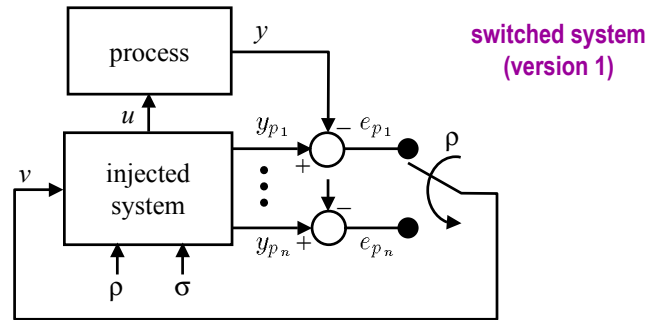 switched system
(version 1)
process
y
u
injected
system
v
y_{p_1}
+
−
e_{p_1}
ρ
y_{p_n}
+
−
e_{p_n}
ρ
σ